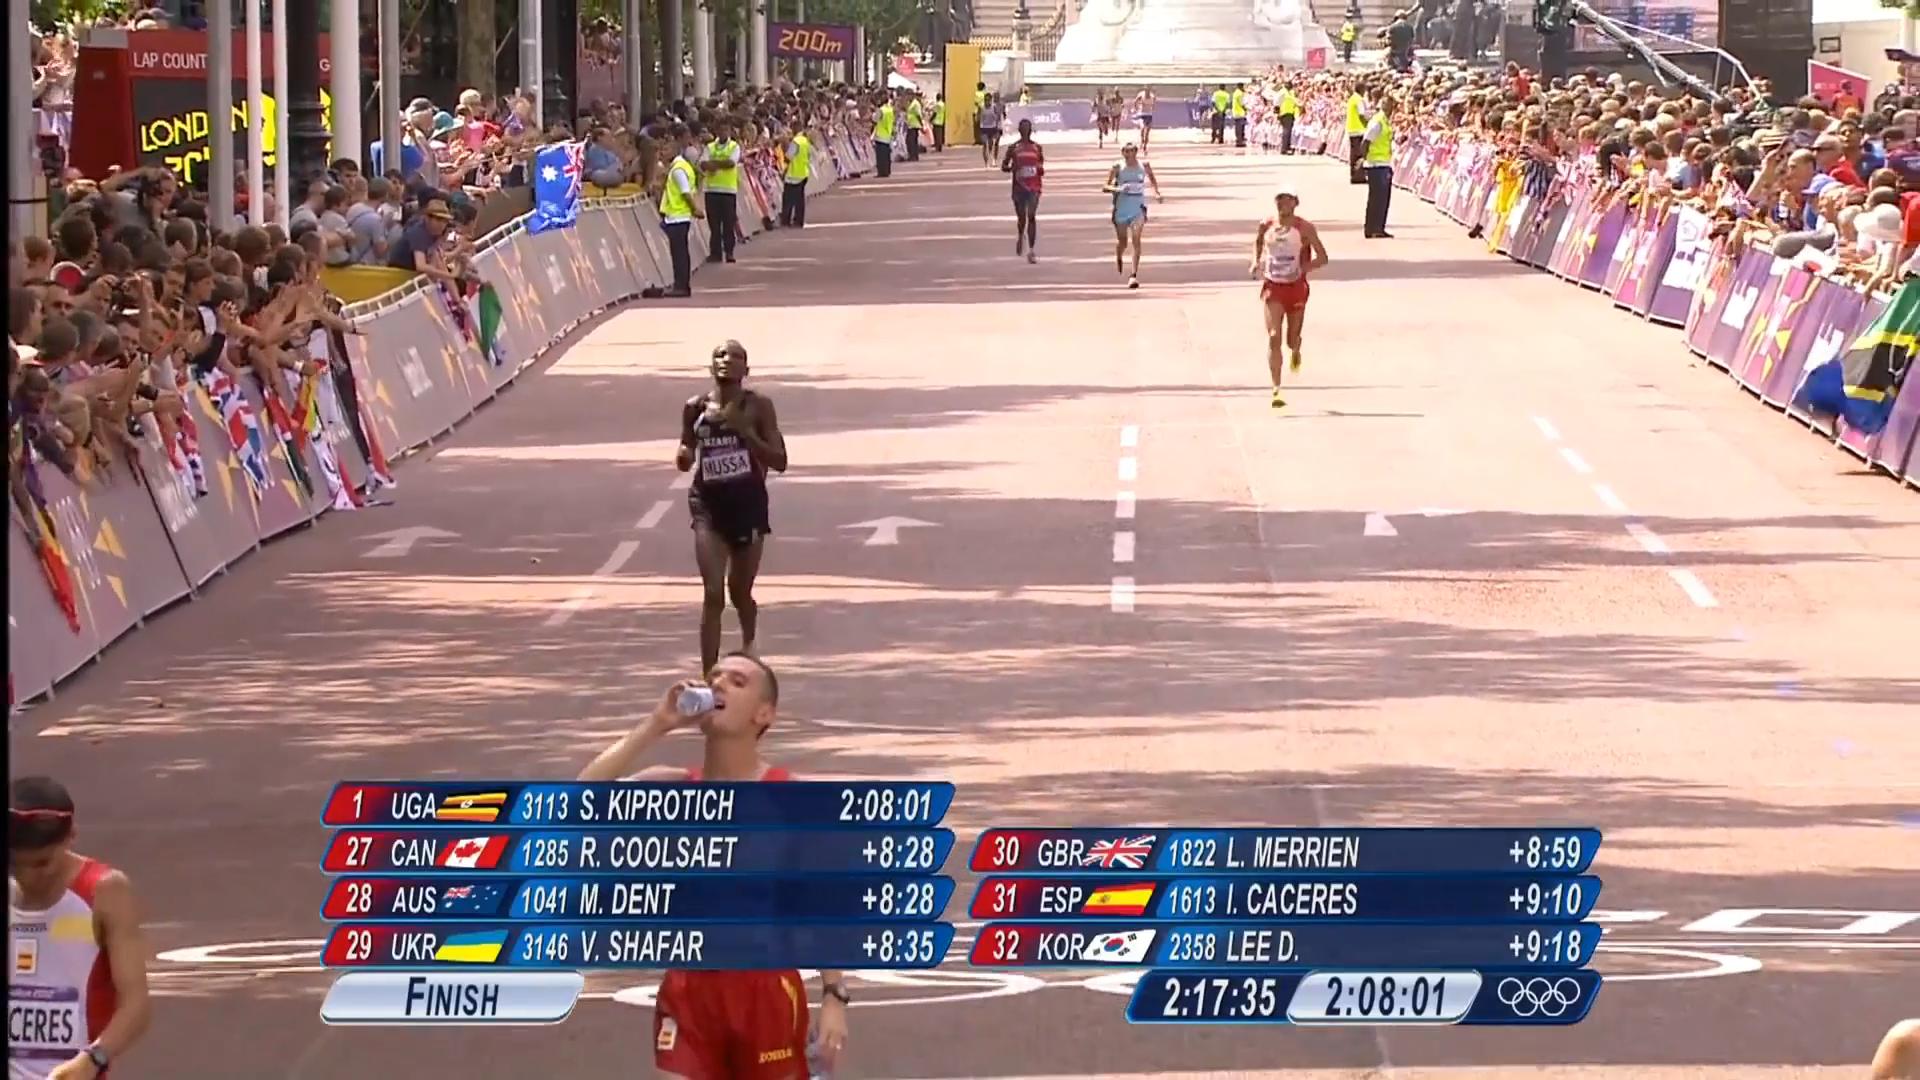 LAP COUNT
200m
LONDON
MUSSA
CERES
1 UGA 3113 S. KIPROTICH 2:08:01
27 CAN 1285 R. COOLSAET +8:28
28 AUS 1041 M. DENT +8:28
29 UKR 3146 V. SHAFAR +8:35
30 GBR 1822 L. MERRIEN +8:59
31 ESP 1613 I. CACERES +9:10
32 KOR 2358 LEE D. +9:18
FINISH 2:17:35 2:08:01